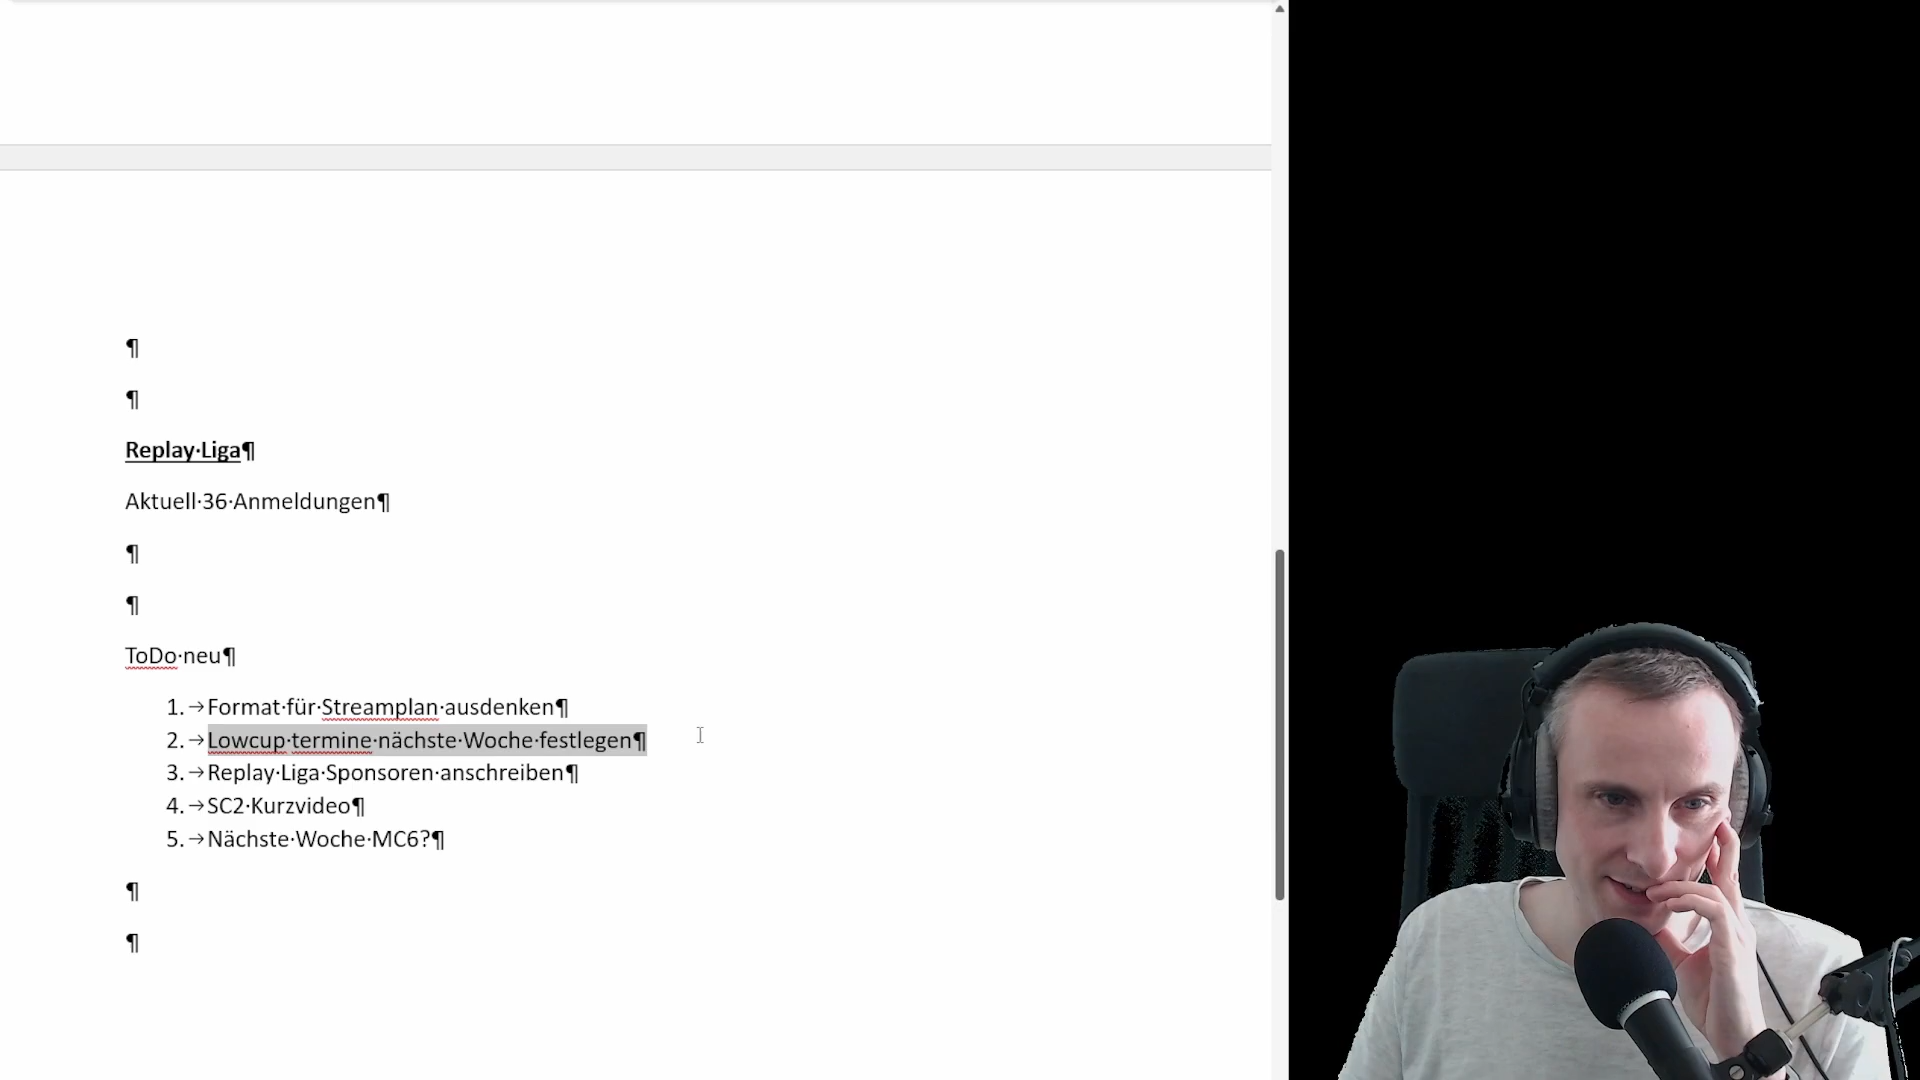 ¶
¶
Replay·Liga¶
Aktuell·36·Anmeldungen¶
¶
¶
ToDo·neu¶
1.→Format·für·Streamplan·ausdenken¶
2.→Lowcup·termine·nächste·Woche·festlegen¶
3.→Replay·Liga·Sponsoren·anschreiben¶
4.→SC2·Kurzvideo¶
5.→Nächste·Woche·MC6?¶
¶
¶